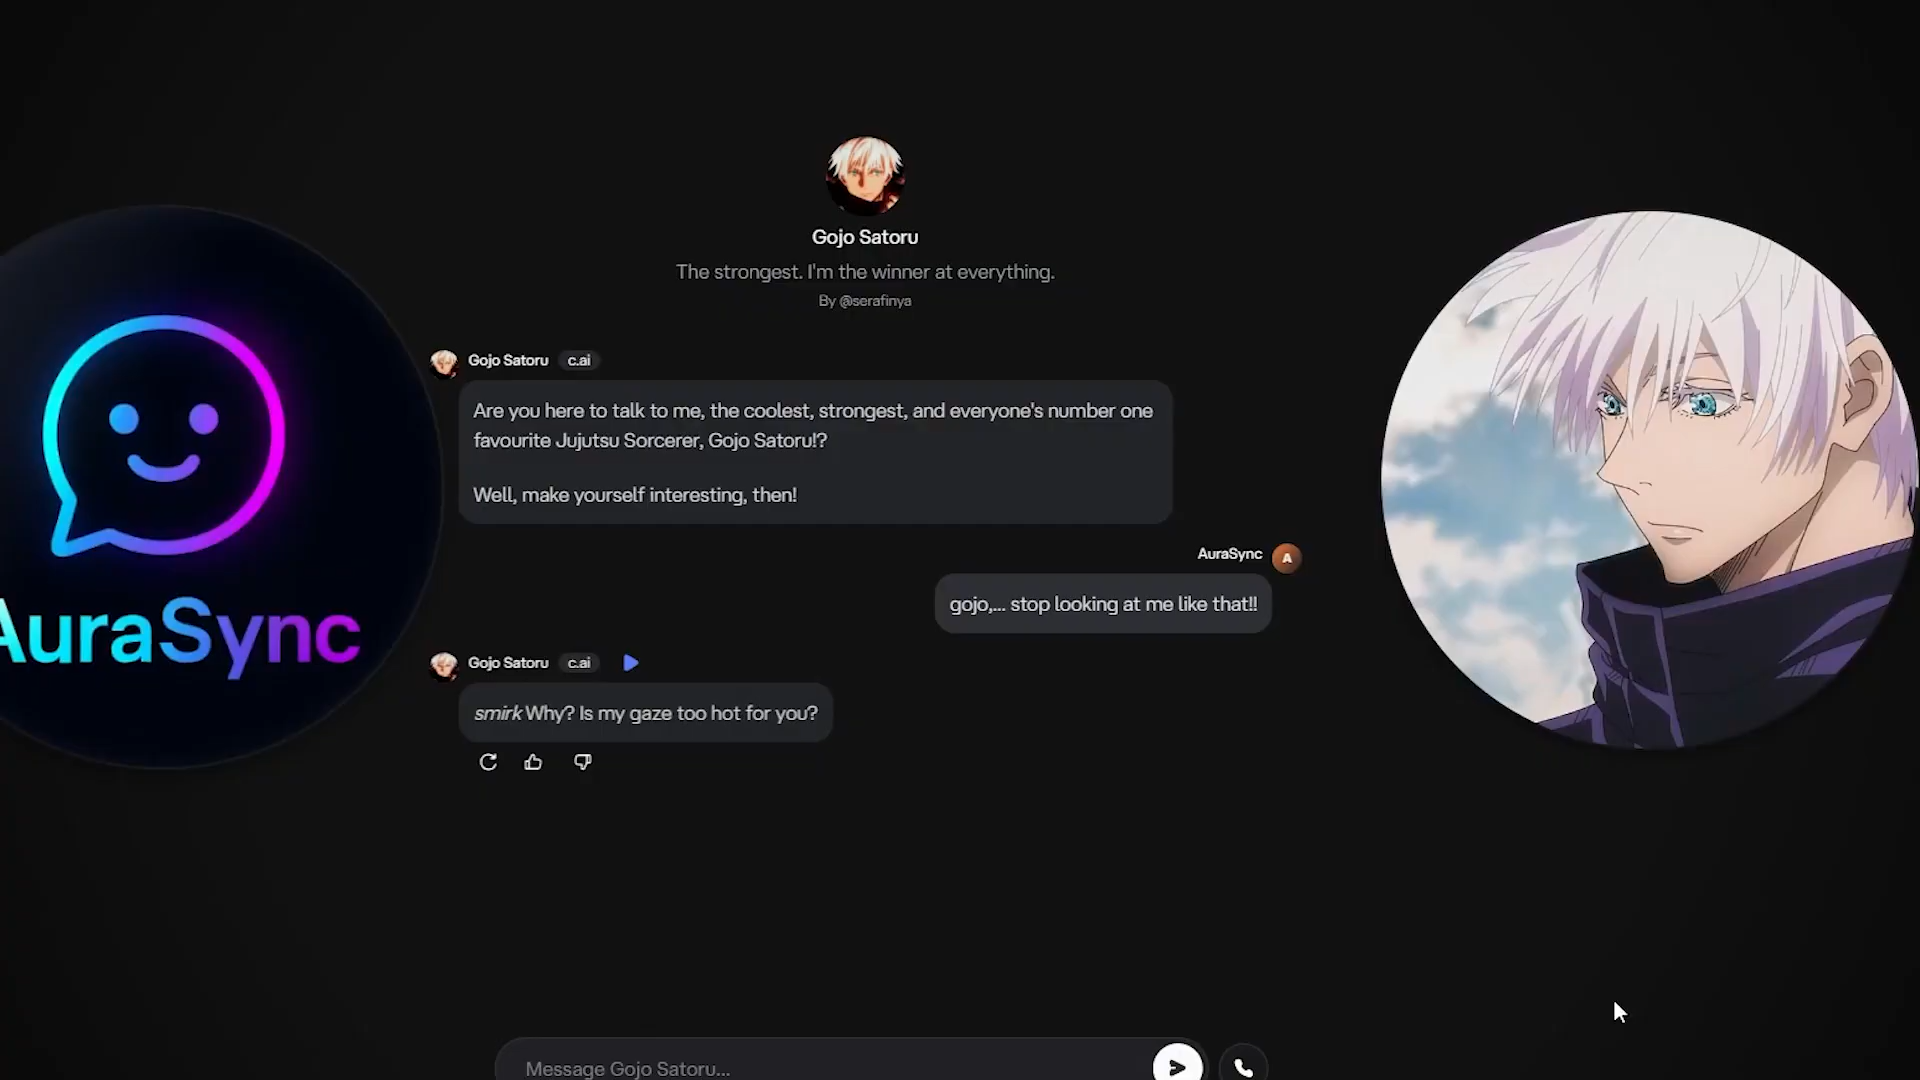 Gojo Satoru
The strongest. I'm the winner at everything.
By @serafinya
Gojo Satoru c.ai
Are you here to talk to me, the coolest, strongest, and everyone's number one
favourite Jujutsu Sorcerer, Gojo Satoru!?
Well, make yourself interesting, then!
AuraSync A
gojo,... stop looking at me like that!!
AuraSync
Gojo Satoru c.ai
smirk Why? Is my gaze too hot for you?
Message Gojo Satoru...